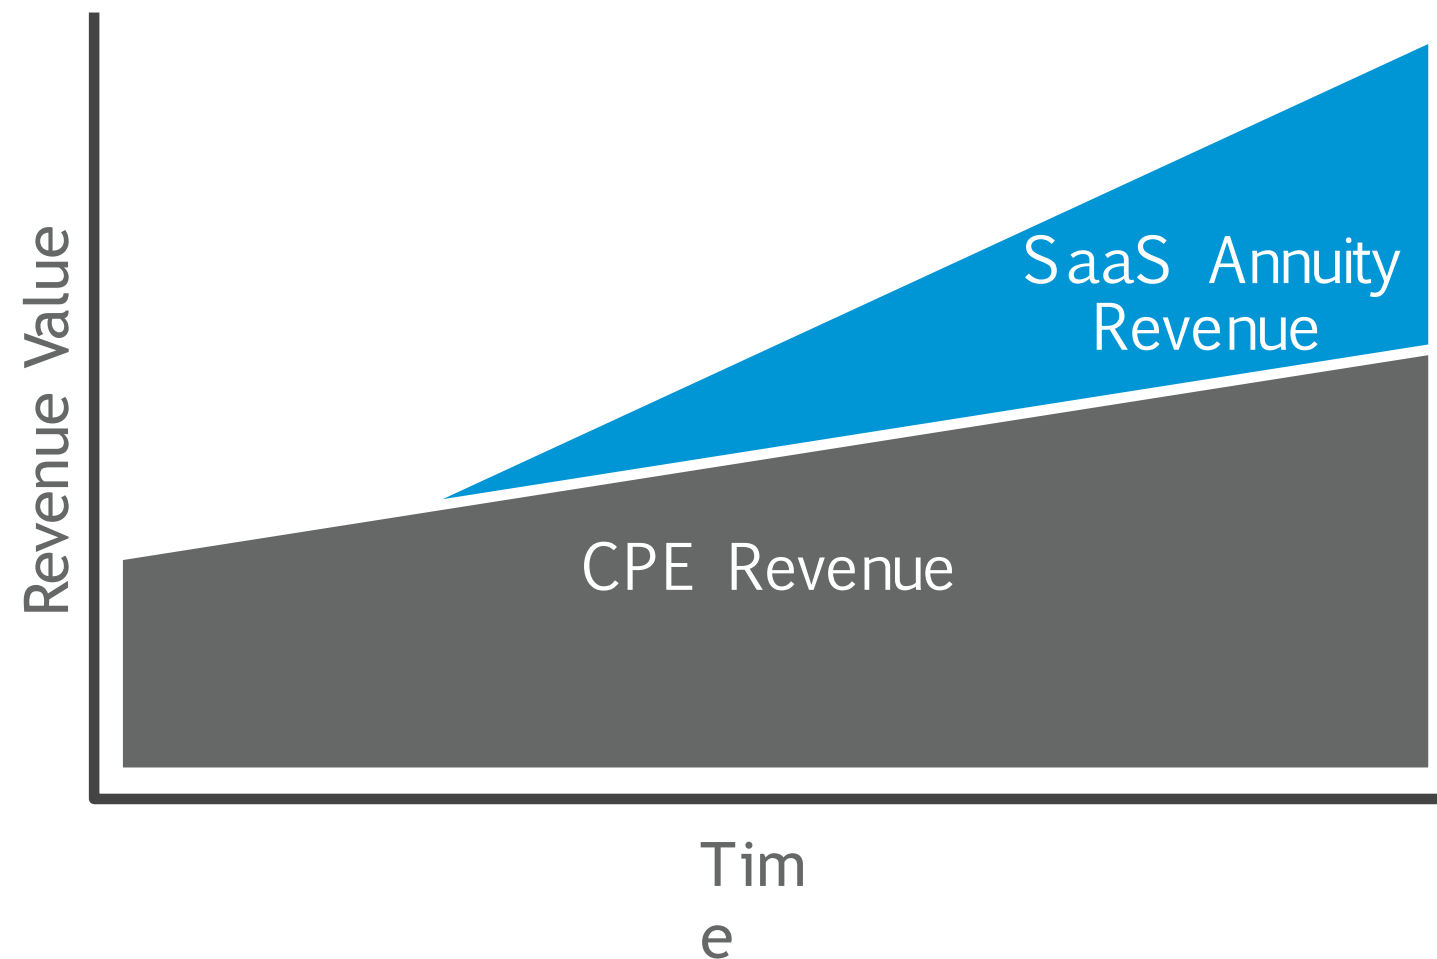 Revenue Value
SaaS Annuity
Revenue
CPE Revenue
Tim
e